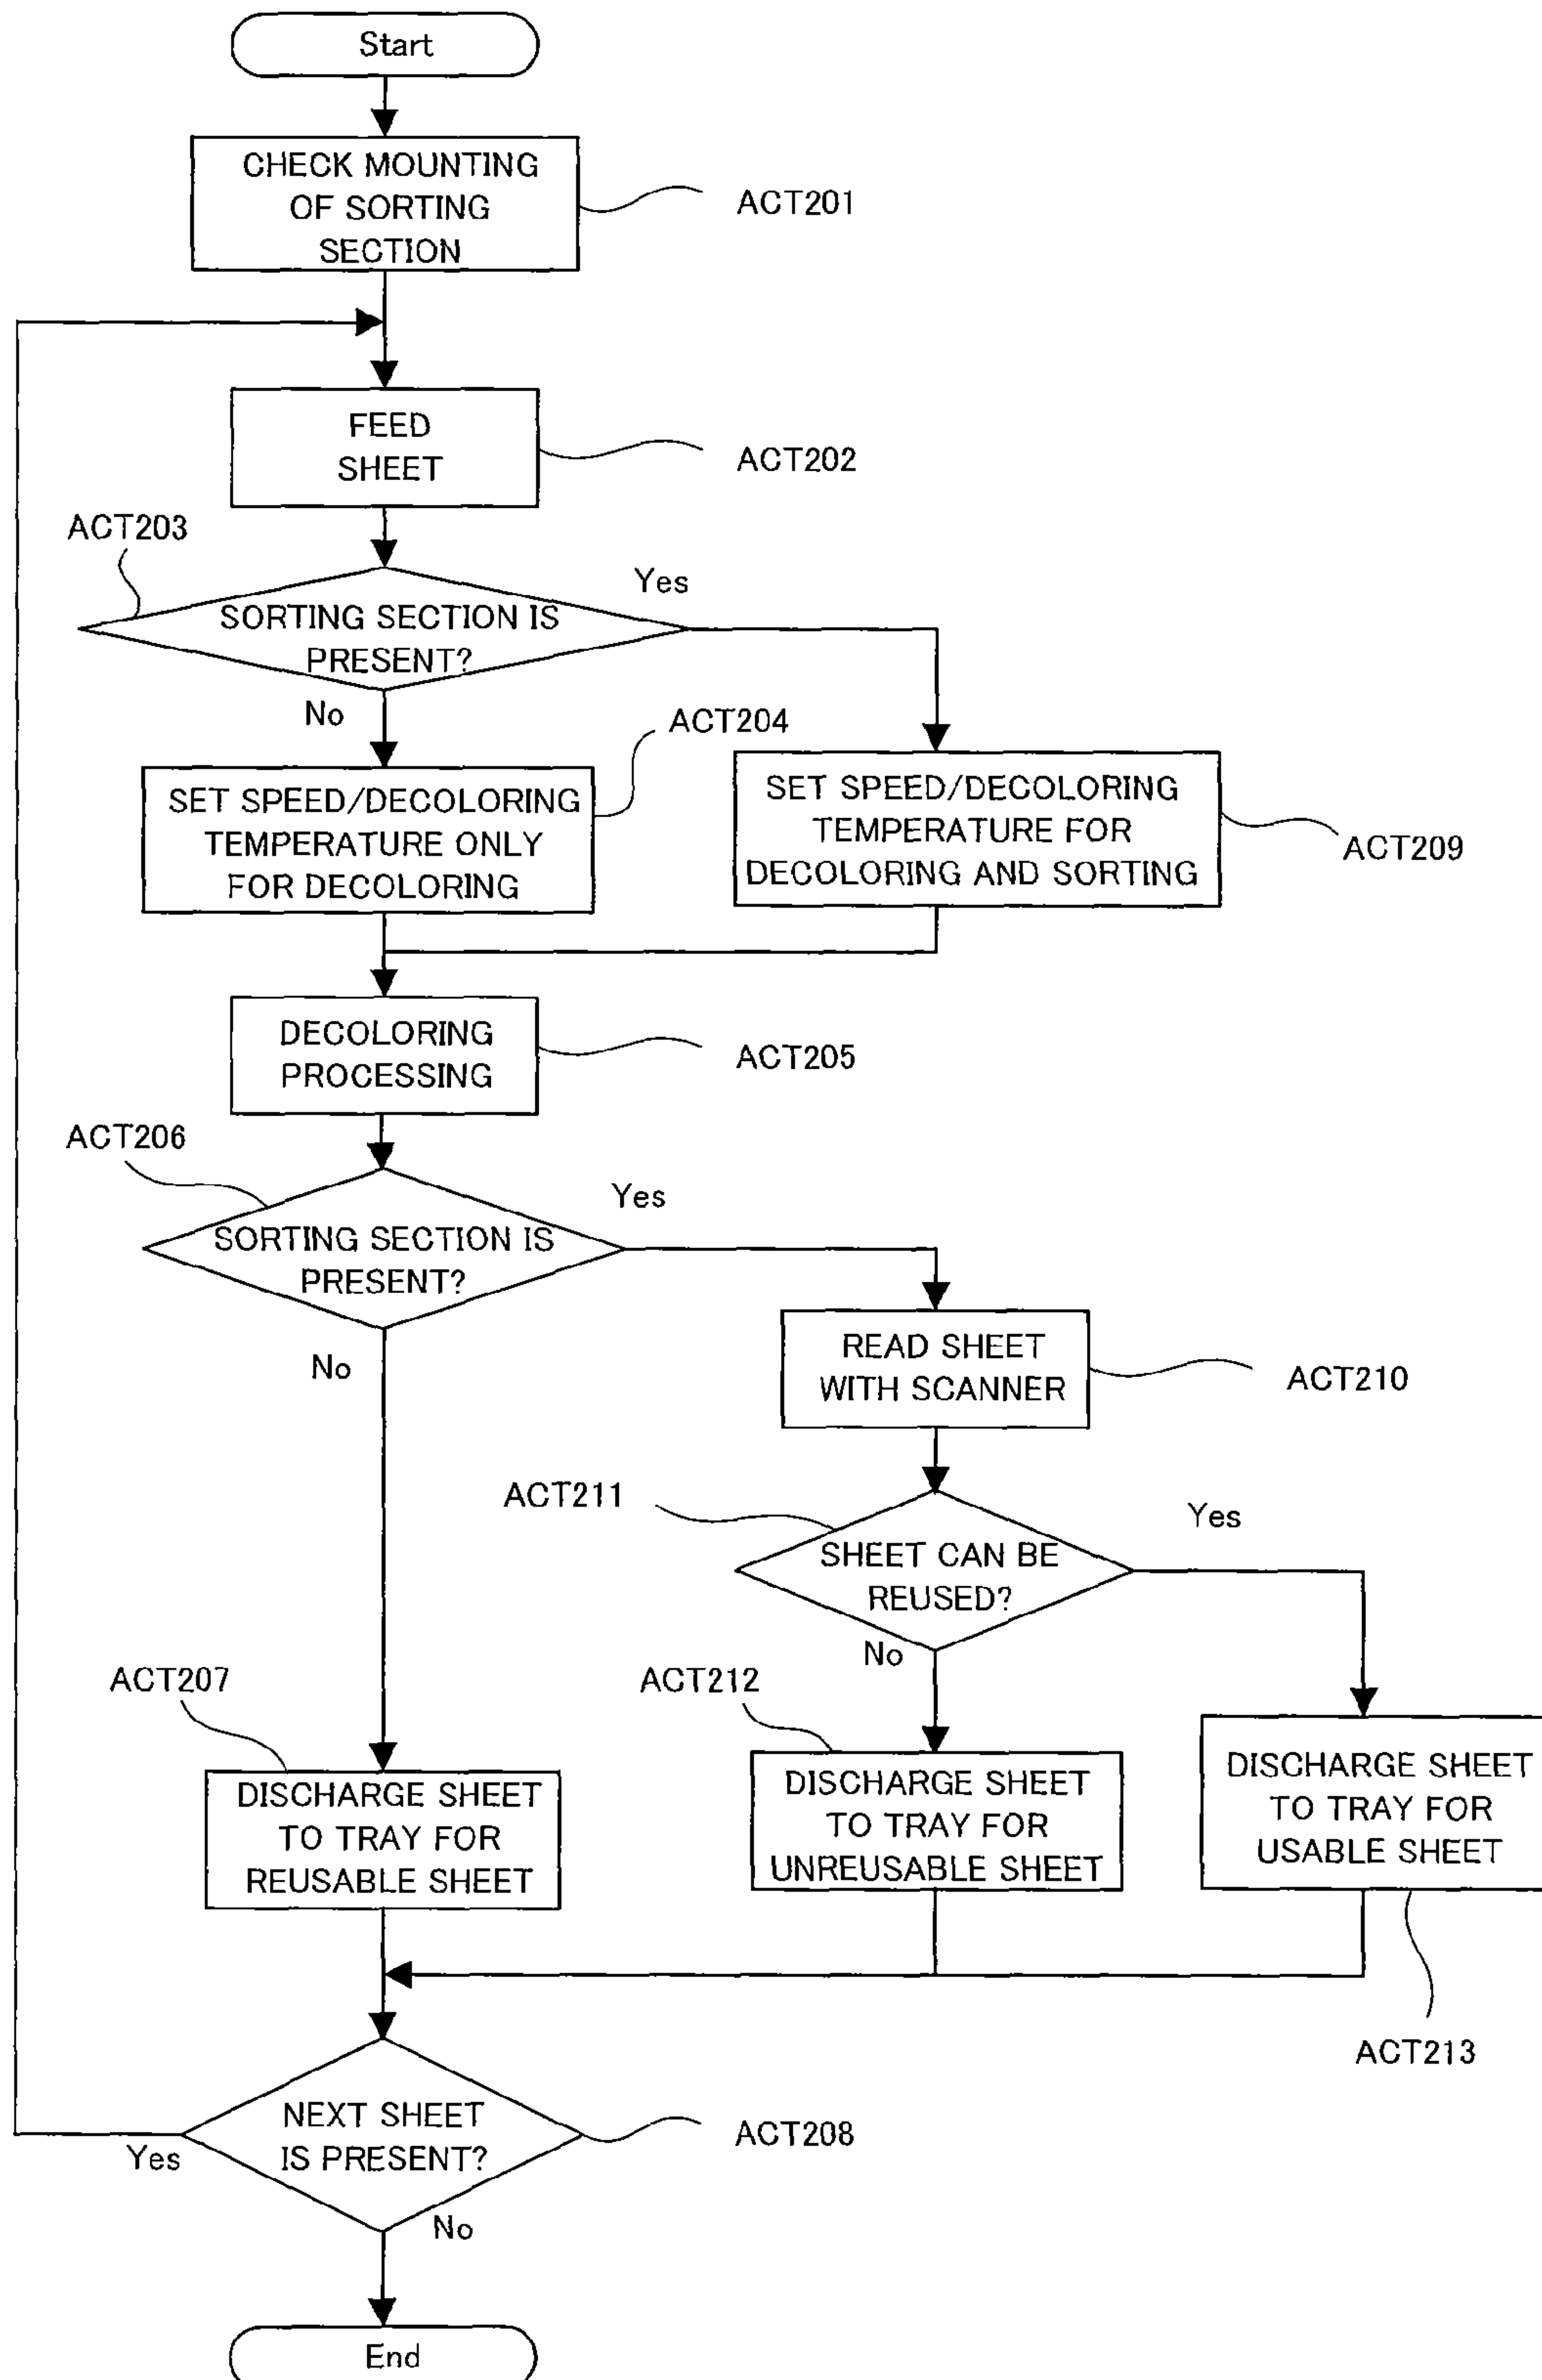 Start
CHECK MOUNTING
OF SORTING
SECTION
ACT201
FEED
SHEET
ACT202
ACT203
Yes
SORTING SECTION IS
PRESENT?
No
ACT204
SET SPEED/DECOLORING
TEMPERATURE ONLY
FOR DECOLORING
SET SPEED/DECOLORING
TEMPERATURE FOR
DECOLORING AND SORTING
ACT209
DECOLORING
PROCESSING
ACT205
ACT206
Yes
SORTING SECTION IS
PRESENT?
No
READ SHEET
WITH SCANNER
ACT210
ACT211
Yes
SHEET CAN BE
REUSED?
No
ACT207
ACT212
DISCHARGE SHEET
TO TRAY FOR
REUSABLE SHEET
DISCHARGE SHEET
TO TRAY FOR
UNREUSABLE SHEET
DISCHARGE SHEET
TO TRAY FOR
USABLE SHEET
ACT213
NEXT SHEET
IS PRESENT?
ACT208
Yes
No
End